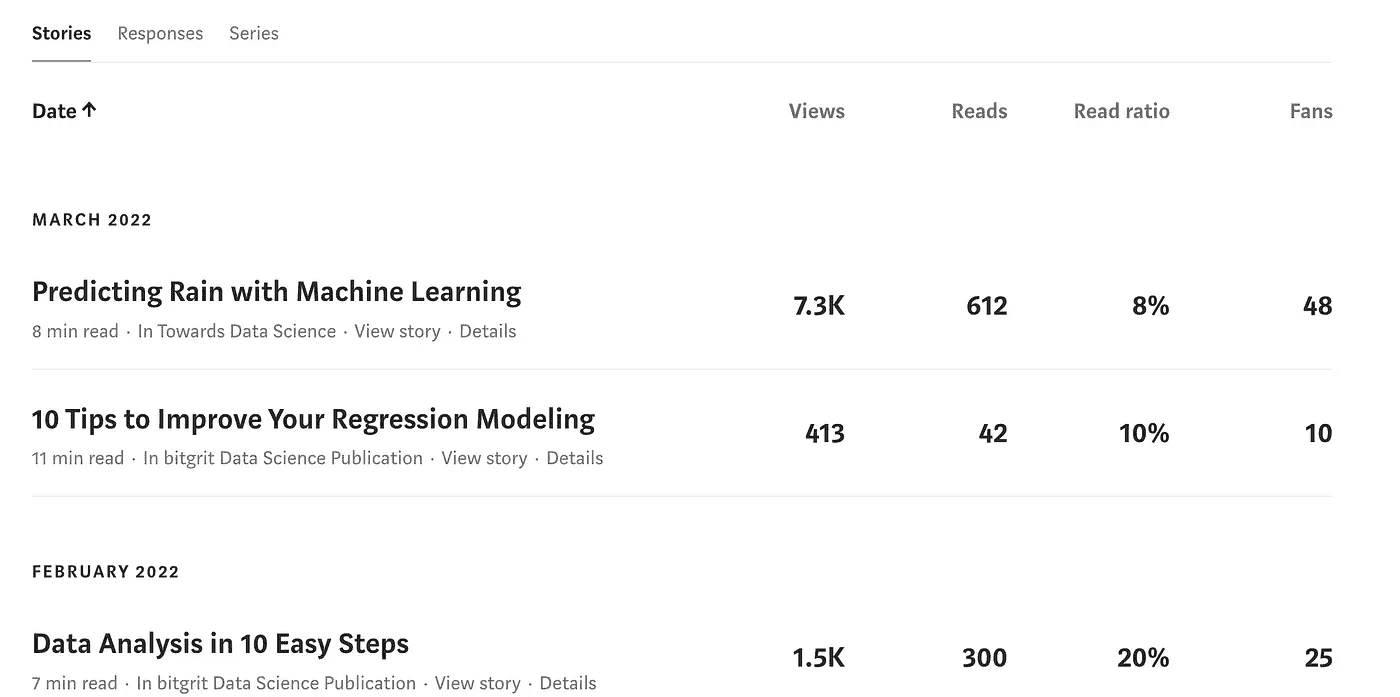 Stories Responses Series
Date ↑ Views Reads Read ratio Fans
MARCH 2022
Predicting Rain with Machine Learning 7.3K 612 8% 48
8 min read · In Towards Data Science · View story · Details
10 Tips to Improve Your Regression Modeling 413 42 10% 10
11 min read · In bitgrit Data Science Publication · View story · Details
FEBRUARY 2022
Data Analysis in 10 Easy Steps 1.5K 300 20% 25
7 min read · In bitgrit Data Science Publication · View story · Details